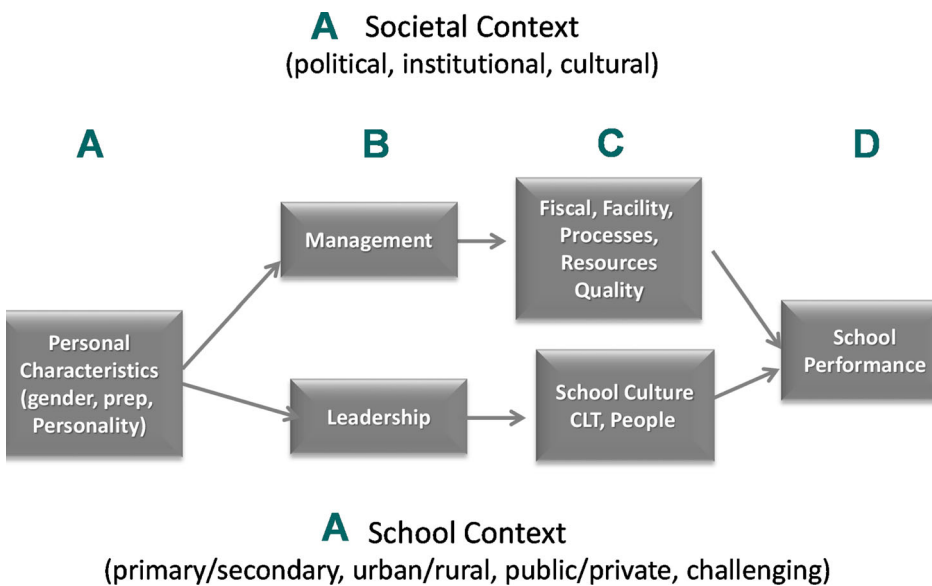 A Societal Context
(political, institutional, cultural)
A B C D
Management
Fiscal, Facility,
Processes,
Resources
Quality
Personal
Characteristics
(gender, prep,
Personality)
School
Performance
Leadership
School Culture
CLT, People
A School Context
(primary/secondary, urban/rural, public/private, challenging)